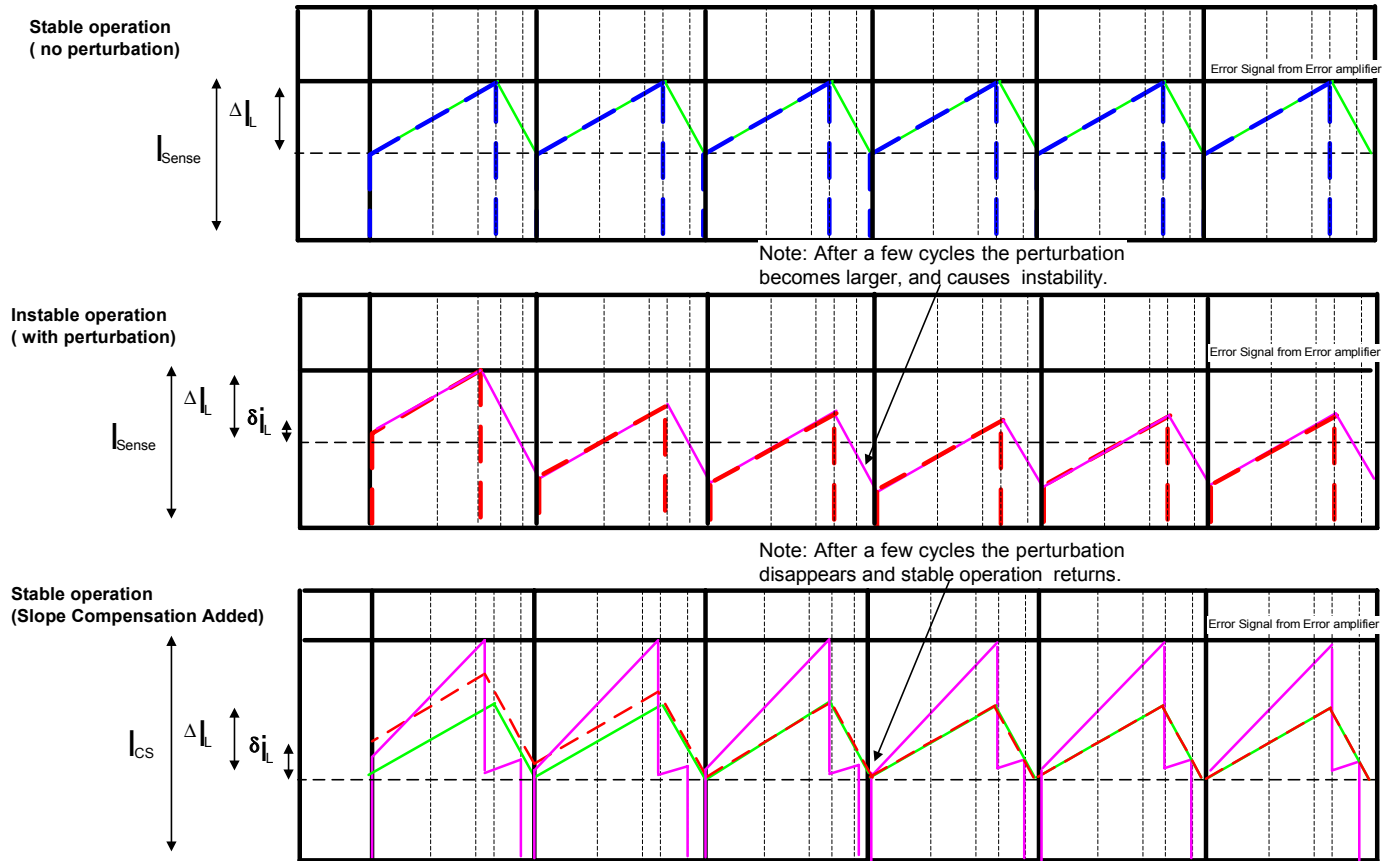 Stable operation
( no perturbation)
Error Signal from Error amplifier
ΔIL
ISense
Note: After a few cycles the perturbation
becomes larger, and causes instability.
Instable operation
( with perturbation)
Error Signal from Error amplifier
ΔIL
δiL
ISense
Note: After a few cycles the perturbation
disappears and stable operation returns.
Stable operation
(Slope Compensation Added)
Error Signal from Error amplifier
ΔIL
δiL
ICS